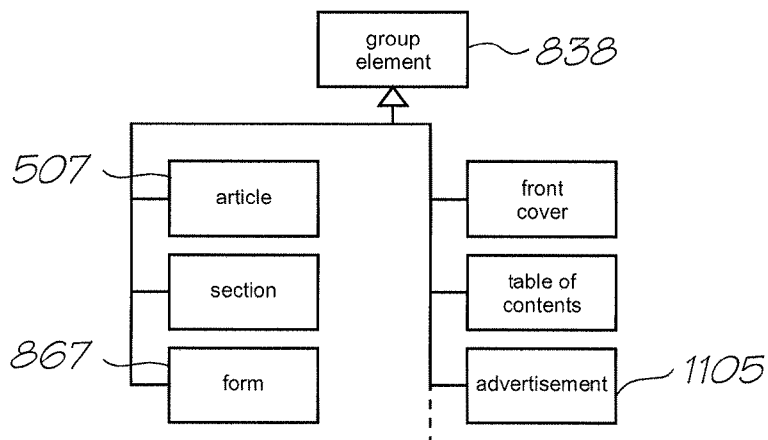 group
element
838
507
article
front
cover
section
table of
contents
867
form
advertisement
1105